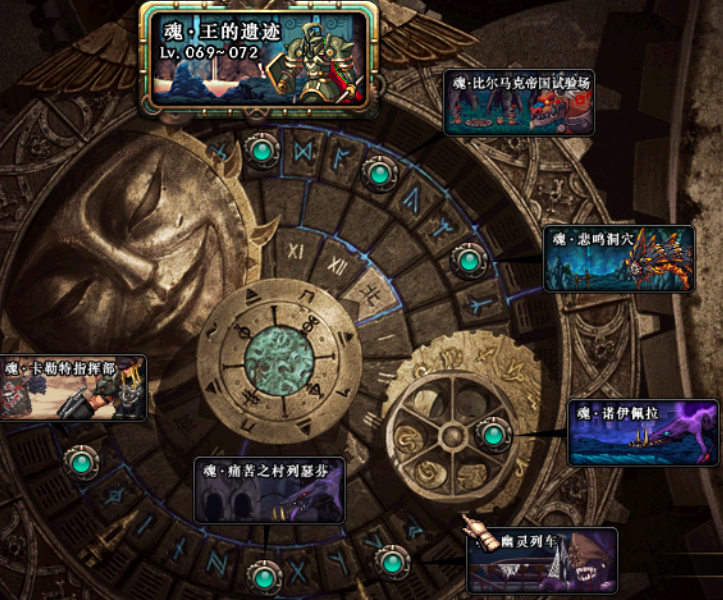 魂·王的遗迹
Lv. 069~072
魂·比尔马克帝国试验场
魂·悲鸣洞穴
魂·卡勒特指挥部
魂·诺伊佩拉
魂·痛苦之村列瑟芬
幽灵列车
XI
XII